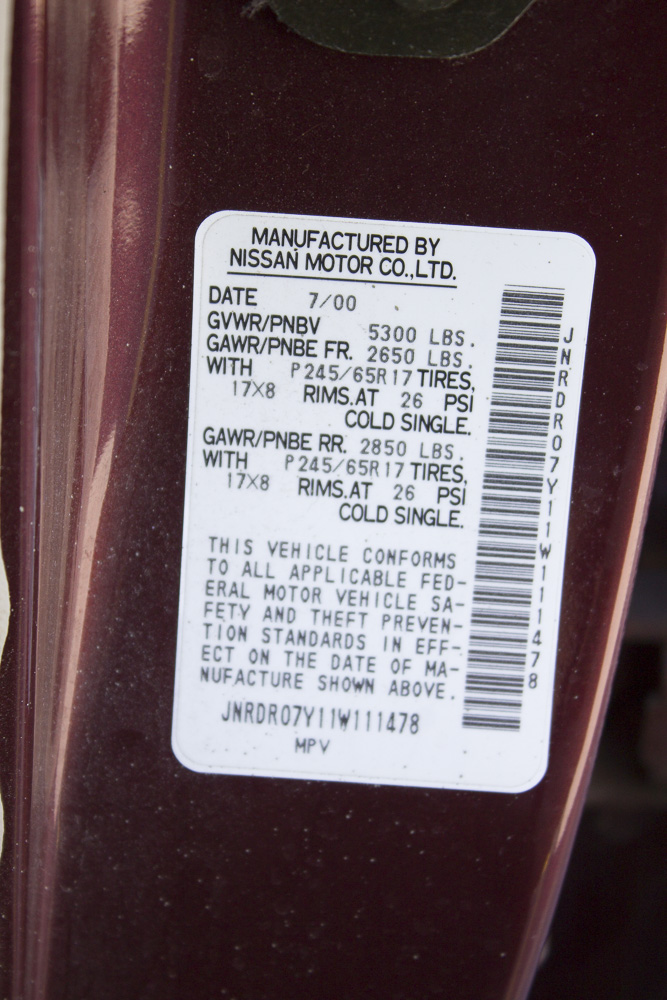 MANUFACTURED BY
NISSAN MOTOR CO.,LTD.
DATE 7/00
GVWR/PNBV 5300 LBS.
GAWR/PNBE FR. 2650 LBS.
WITH P245/65R17 TIRES,
17X8 RIMS.AT 26 PSI
COLD SINGLE.
GAWR/PNBE RR. 2850 LBS.
WITH P245/65R17 TIRES,
17X8 RIMS.AT 26 PSI
COLD SINGLE.
THIS VEHICLE CONFORMS
TO ALL APPLICABLE FED-
ERAL MOTOR VEHICLE SA-
FETY AND THEFT PREVEN-
TION STANDARDS IN EFF-
ECT ON THE DATE OF MA-
NUFACTURE SHOWN ABOVE.
JNRDR07Y11W111478
MPV
JNRDR07Y11W111478